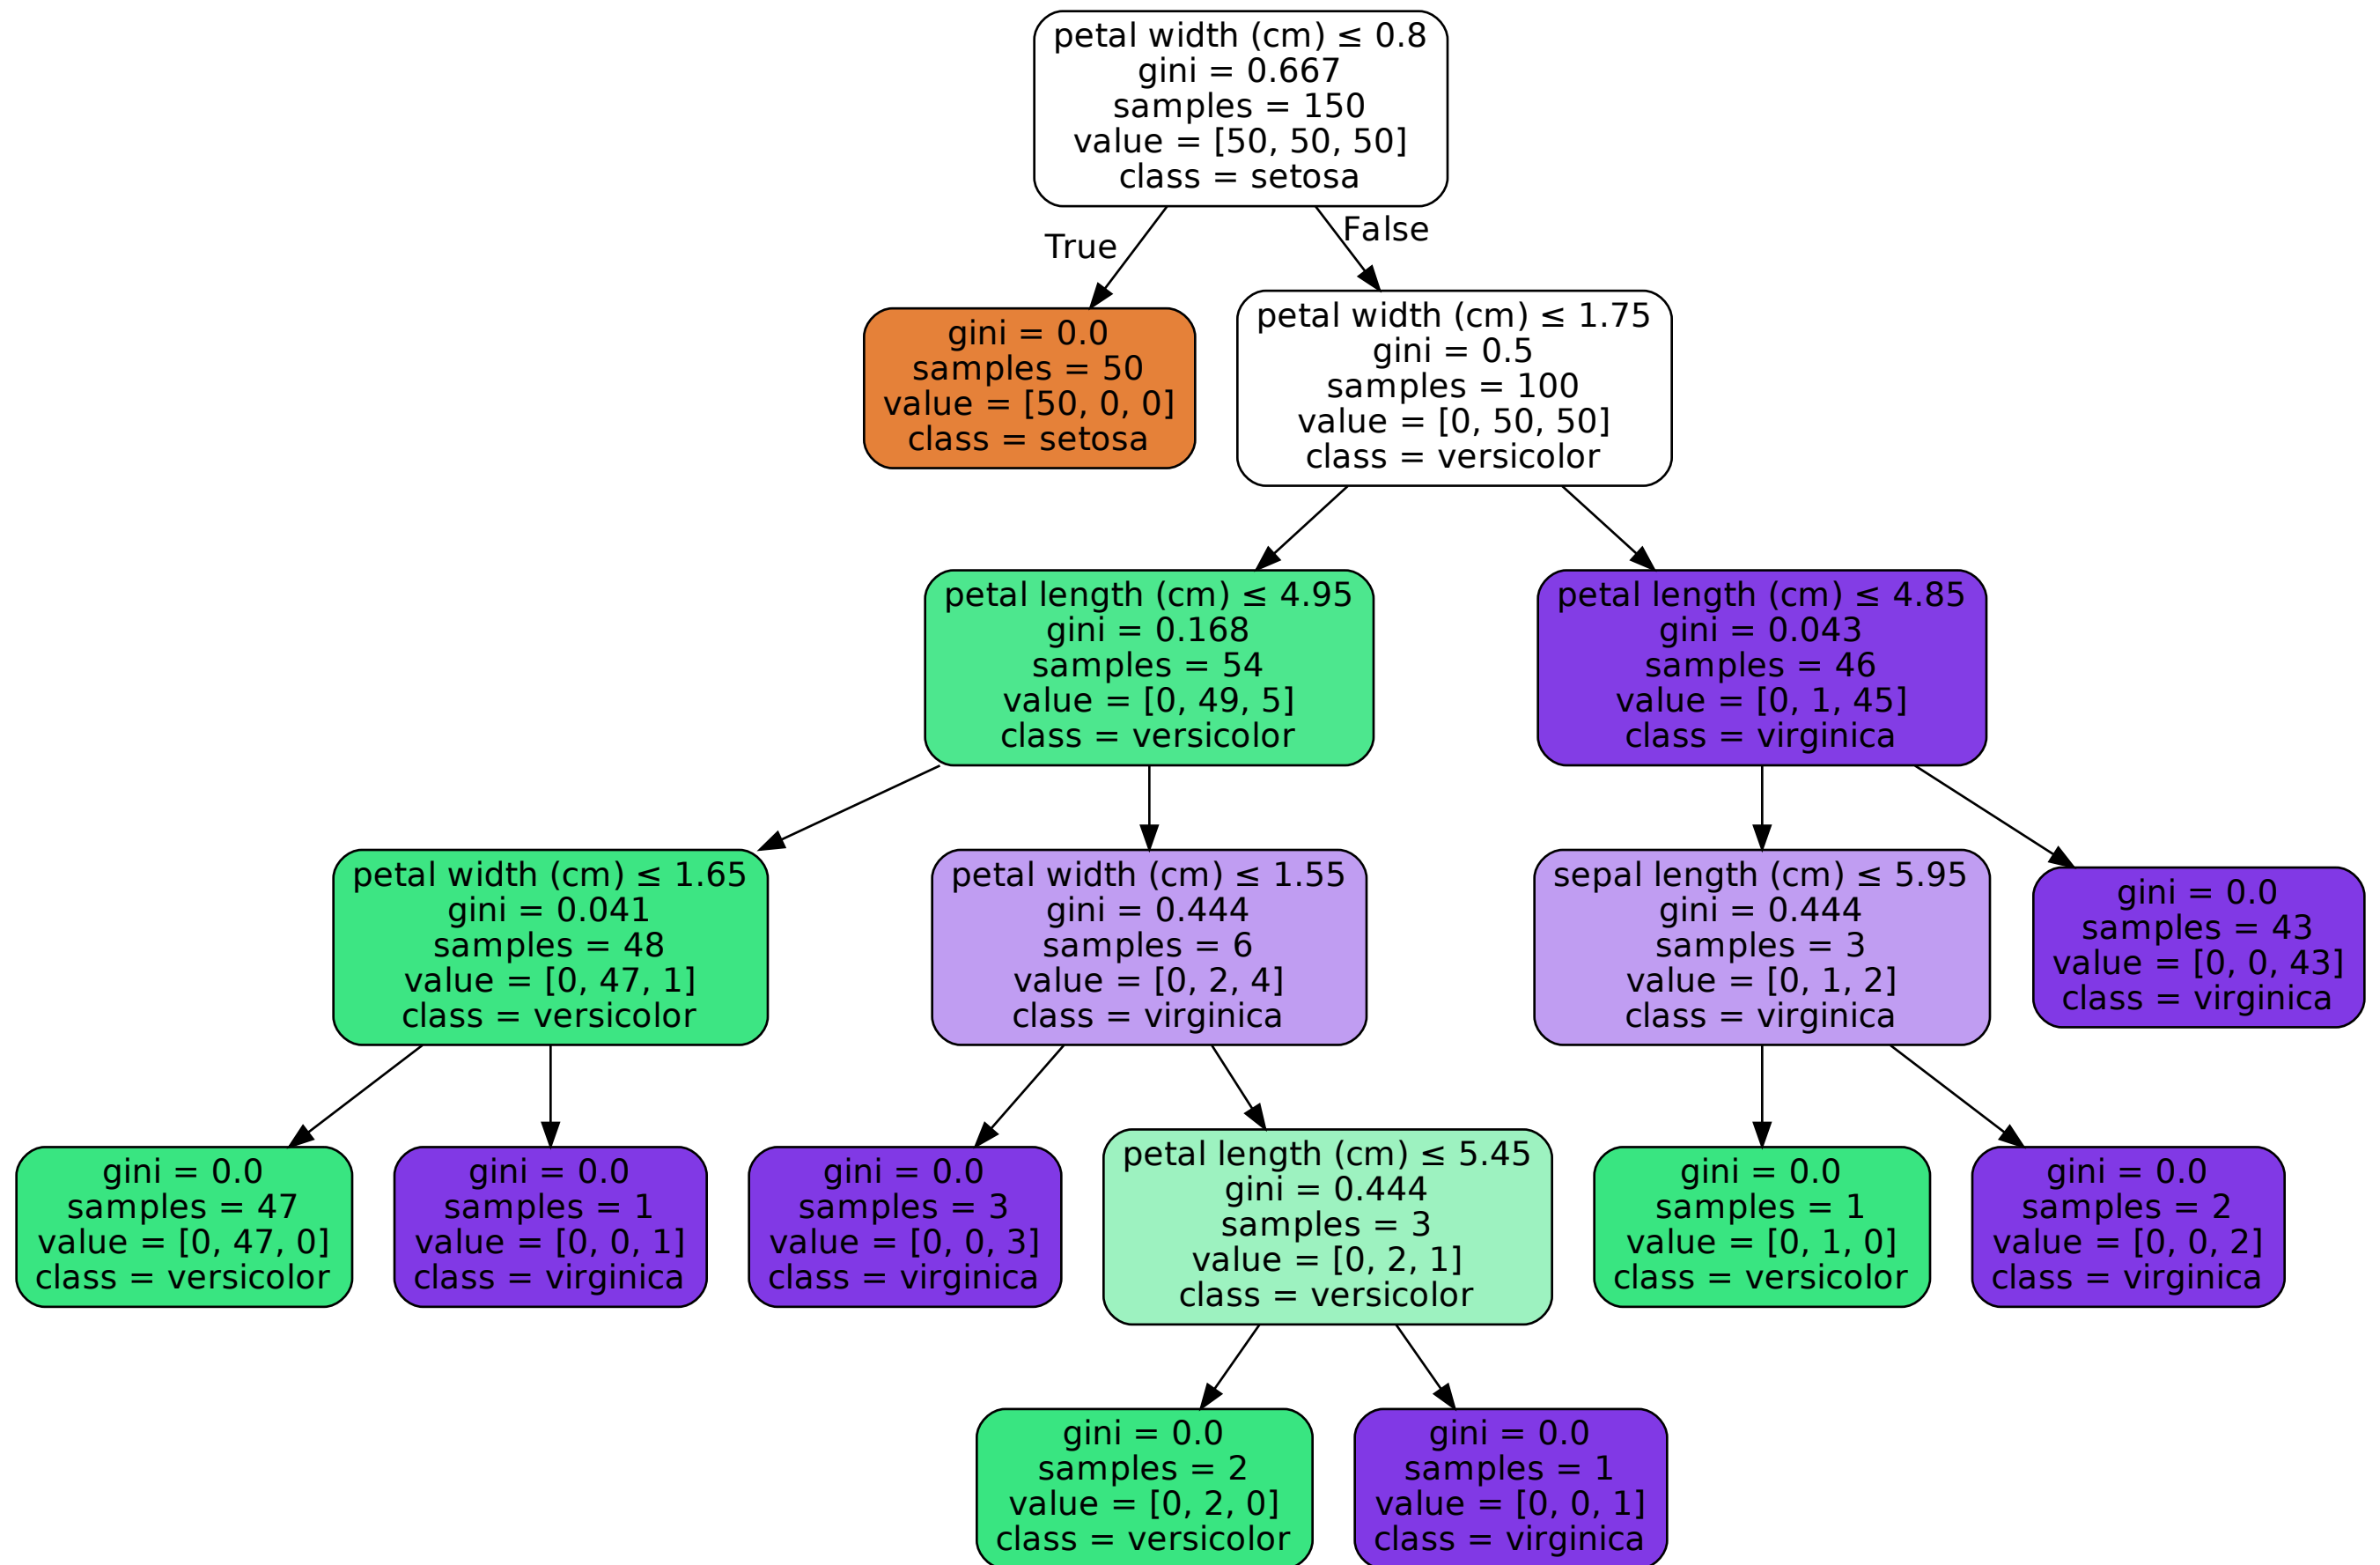 petal width (cm) ≤ 0.8
gini = 0.667
samples = 150
value = [50, 50, 50]
class = setosa
True
False
gini = 0.0
samples = 50
value = [50, 0, 0]
class = setosa
petal width (cm) ≤ 1.75
gini = 0.5
samples = 100
value = [0, 50, 50]
class = versicolor
petal length (cm) ≤ 4.95
gini = 0.168
samples = 54
value = [0, 49, 5]
class = versicolor
petal length (cm) ≤ 4.85
gini = 0.043
samples = 46
value = [0, 1, 45]
class = virginica
petal width (cm) ≤ 1.65
gini = 0.041
samples = 48
value = [0, 47, 1]
class = versicolor
petal width (cm) ≤ 1.55
gini = 0.444
samples = 6
value = [0, 2, 4]
class = virginica
sepal length (cm) ≤ 5.95
gini = 0.444
samples = 3
value = [0, 1, 2]
class = virginica
gini = 0.0
samples = 43
value = [0, 0, 43]
class = virginica
gini = 0.0
samples = 47
value = [0, 47, 0]
class = versicolor
gini = 0.0
samples = 1
value = [0, 0, 1]
class = virginica
gini = 0.0
samples = 3
value = [0, 0, 3]
class = virginica
petal length (cm) ≤ 5.45
gini = 0.444
samples = 3
value = [0, 2, 1]
class = versicolor
gini = 0.0
samples = 1
value = [0, 1, 0]
class = versicolor
gini = 0.0
samples = 2
value = [0, 0, 2]
class = virginica
gini = 0.0
samples = 2
value = [0, 2, 0]
class = versicolor
gini = 0.0
samples = 1
value = [0, 0, 1]
class = virginica